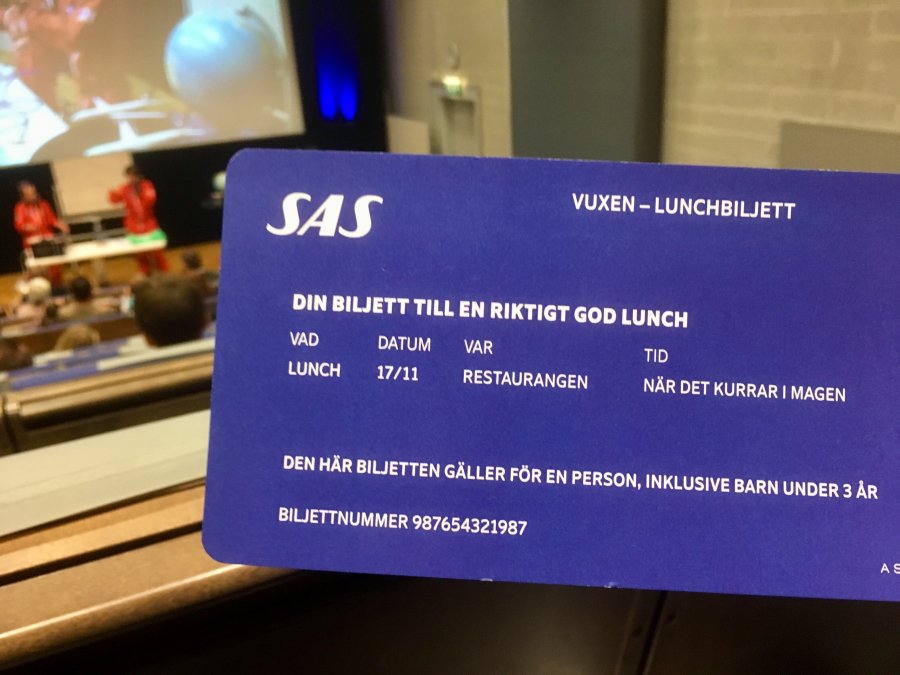 SAS
VUXEN – LUNCHBILJETT
DIN BILJETT TILL EN RIKTIGT GOD LUNCH
VAD DATUM VAR TID
LUNCH 17/11 RESTAURANGEN NÄR DET KURRAR I MAGEN
DEN HÄR BILJETTEN GÄLLER FÖR EN PERSON, INKLUSIVE BARN UNDER 3 ÅR
BILJETTNUMMER 987654321987